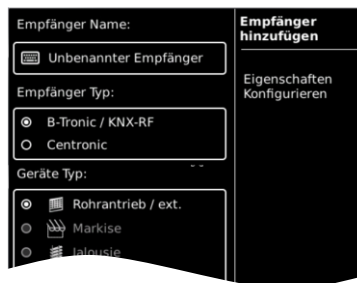 Empfänger Name:
Unbenannter Empfänger
Empfänger Typ:
B-Tronic / KNX-RF
Centronic
Geräte Typ:
Rohrantrieb / ext.
Markise
Jalousie
Empfänger
hinzufügen
Eigenschaften
Konfigurieren